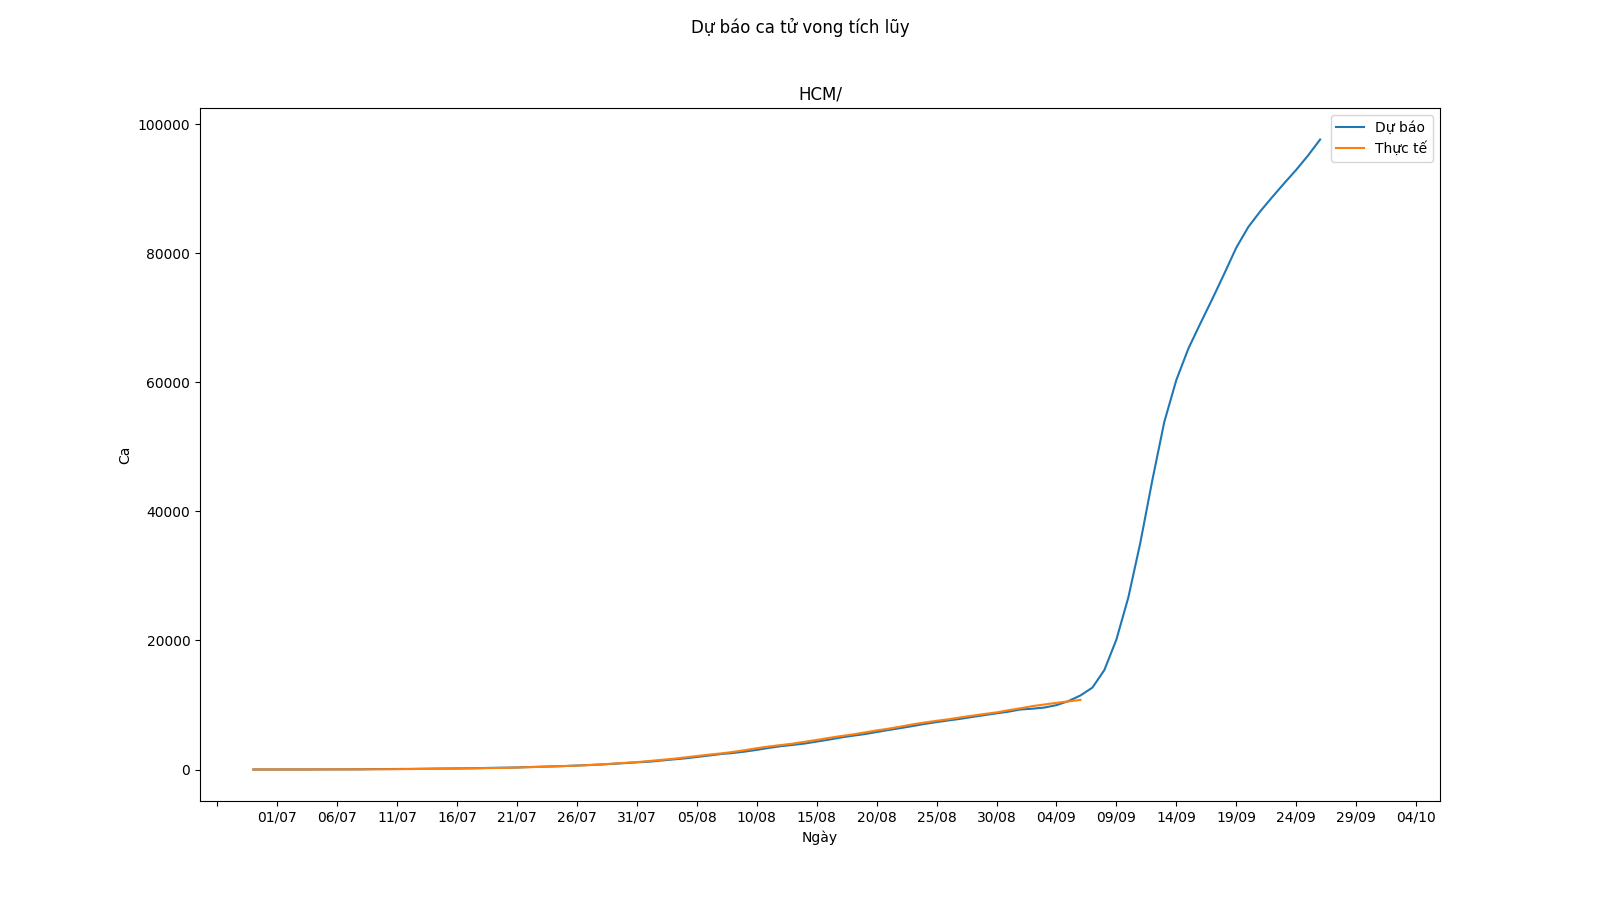 Dự báo ca tử vong tích lũy
HCM/
100000
80000
60000
40000
20000
0
Ca
Dự báo
Thực tế
01/07 06/07 11/07 16/07 21/07 26/07 31/07 05/08 10/08 15/08 20/08 25/08 30/08 04/09 09/09 14/09 19/09 24/09 29/09 04/10
Ngày